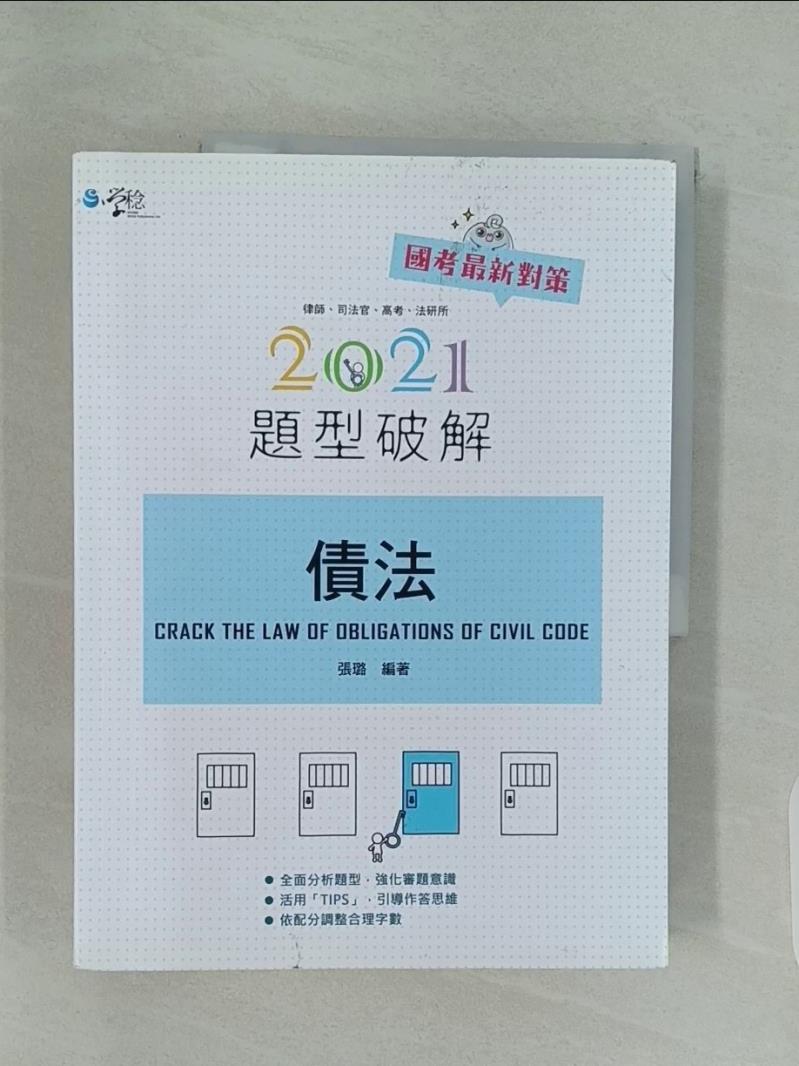 學稔
國考最新對策
律師、司法官、高考、法研所
2021
題型破解
債法
CRACK THE LAW OF OBLIGATIONS OF CIVIL CODE
張璐 編著
● 全面分析題型，強化審題意識
● 活用「TIPS」，引導作答思維
● 依配分調整合理字數